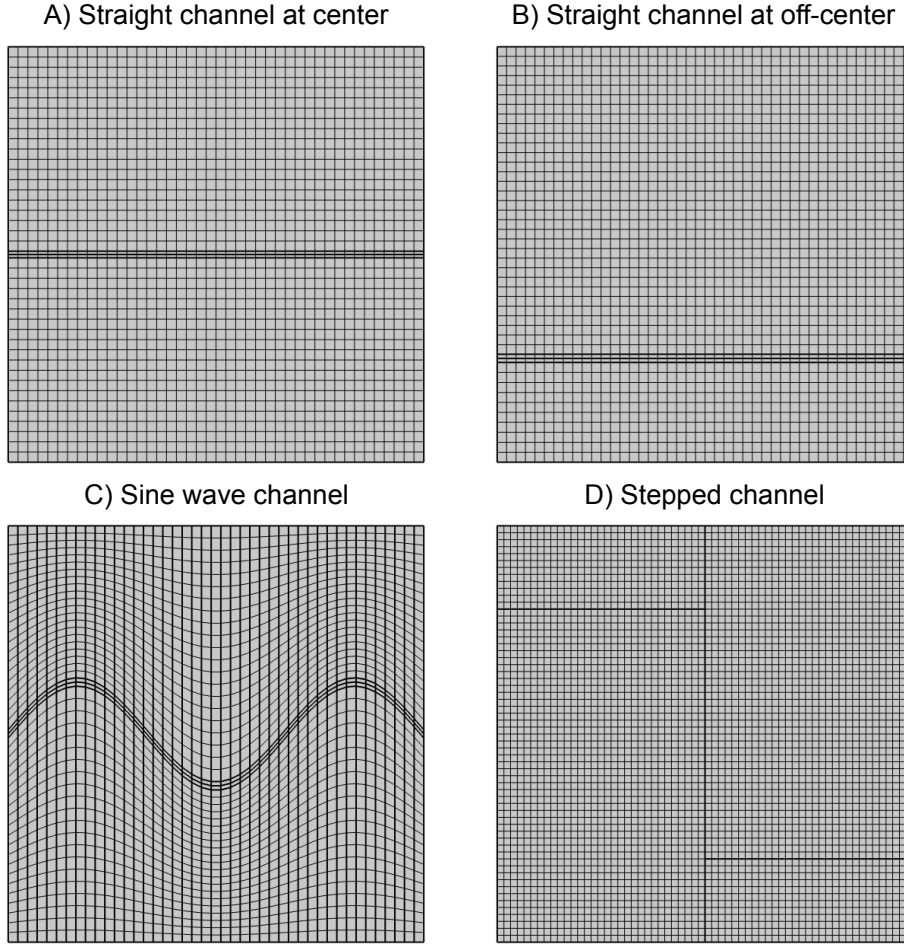 A) Straight channel at center
B) Straight channel at off-center
C) Sine wave channel
D) Stepped channel